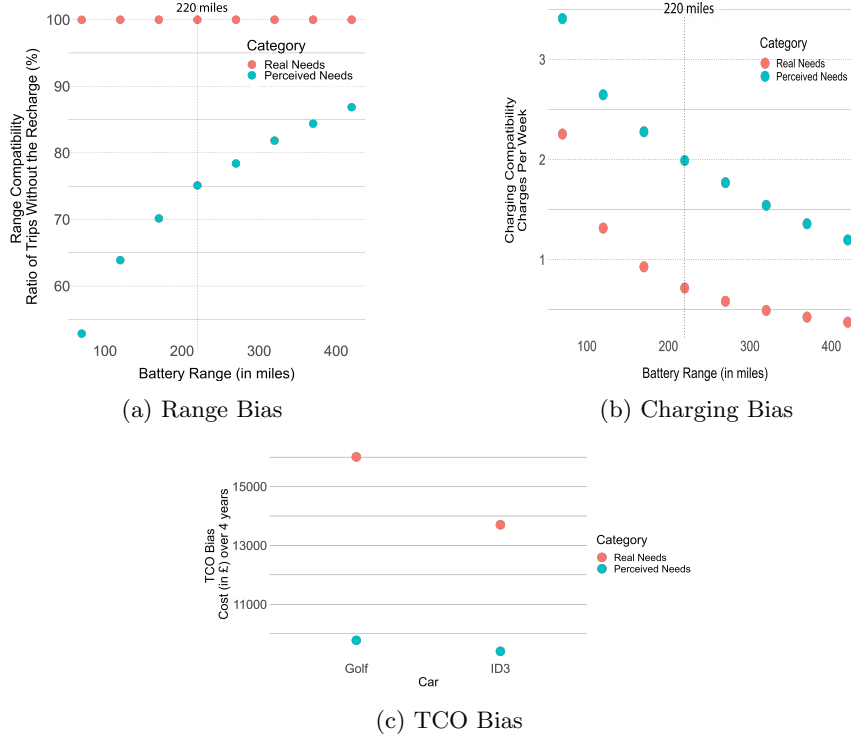 220 miles
100
90
80
70
60
Range Compatibility
Ratio of Trips Without the Recharge (%)
Category
Real Needs
Perceived Needs
100
200
300
400
Battery Range (in miles)
(a) Range Bias
220 miles
3
2
1
Charging Compatibility
Charges Per Week
Category
Real Needs
Perceived Needs
100
200
300
400
Battery Range (in miles)
(b) Charging Bias
15000
13000
11000
TCO Bias
Cost (in £) over 4 years
Category
Real Needs
Perceived Needs
Golf
ID3
Car
(c) TCO Bias